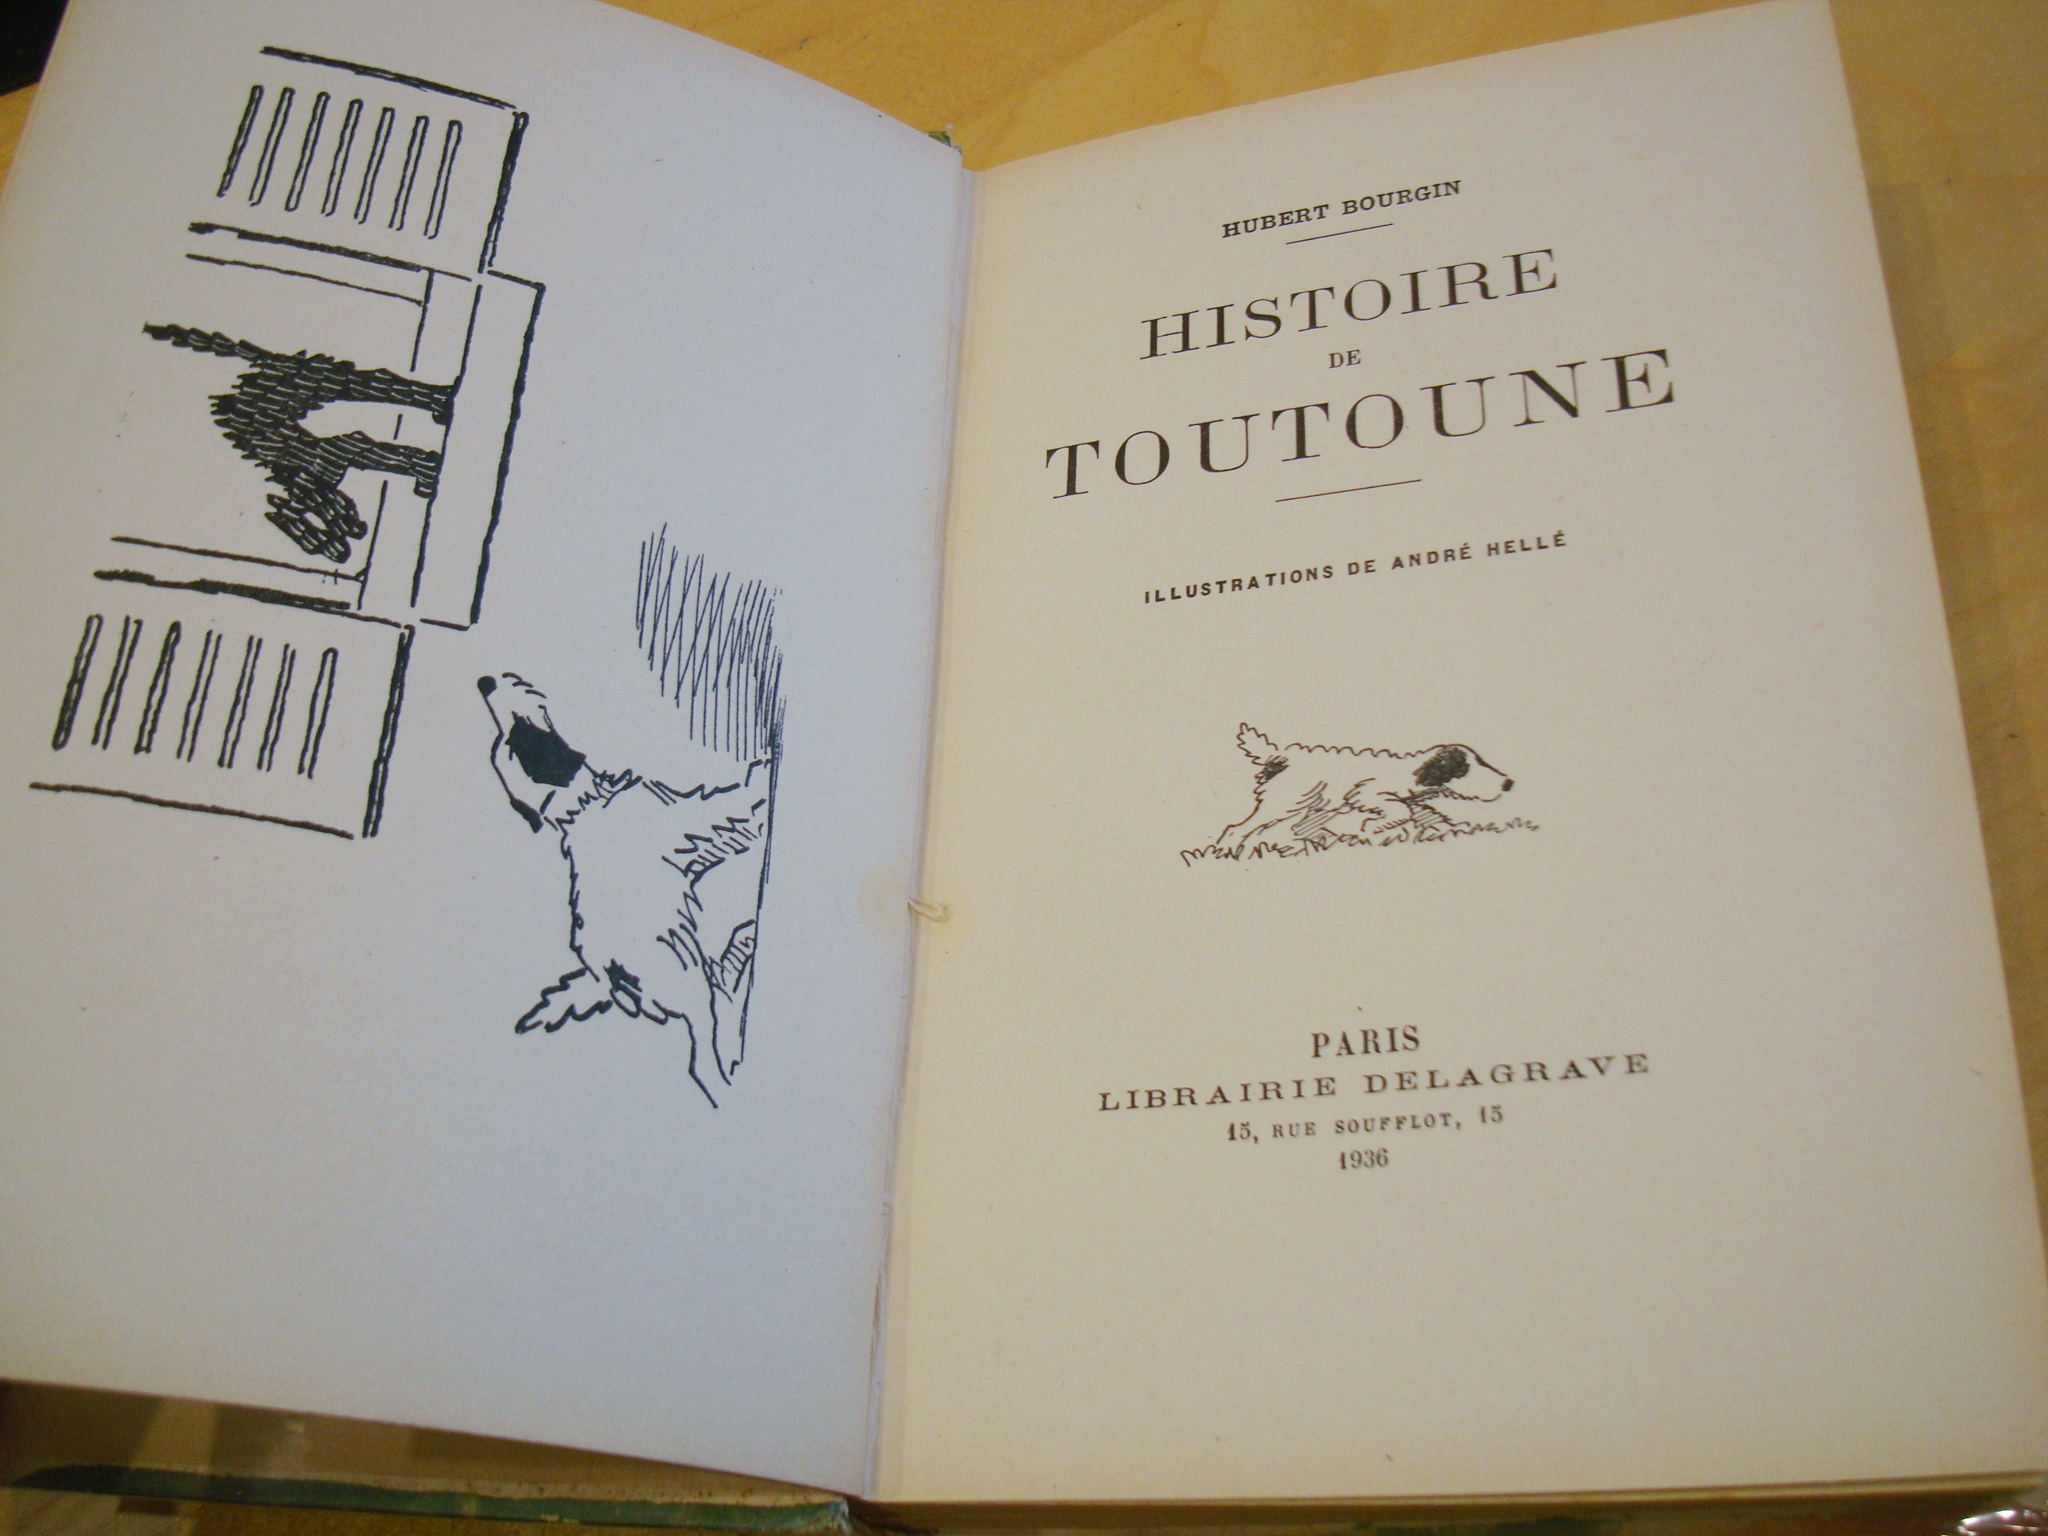 HUBERT BOURGIN
HISTOIRE
DE
TOUTOUNE
ILLUSTRATIONS DE ANDRÉ HELLÉ
PARIS
LIBRAIRIE DELAGRAVE
15, RUE SOUFFLOT, 15
1936